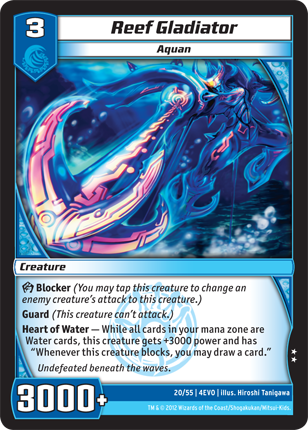 3
Reef Gladiator
Aquan
Creature
Blocker (You may tap this creature to change an
enemy creature's attack to this creature.)
Guard (This creature can't attack.)
Heart of Water — While all cards in your mana zone are
Water cards, this creature gets +3000 power and has
"Whenever this creature blocks, you may draw a card."
Undefeated beneath the waves.
3000+
20/55 | 4EVO | illus. Hiroshi Tanigawa
TM & © 2012 Wizards of the Coast/Shogakukan/Mitsui-Kids